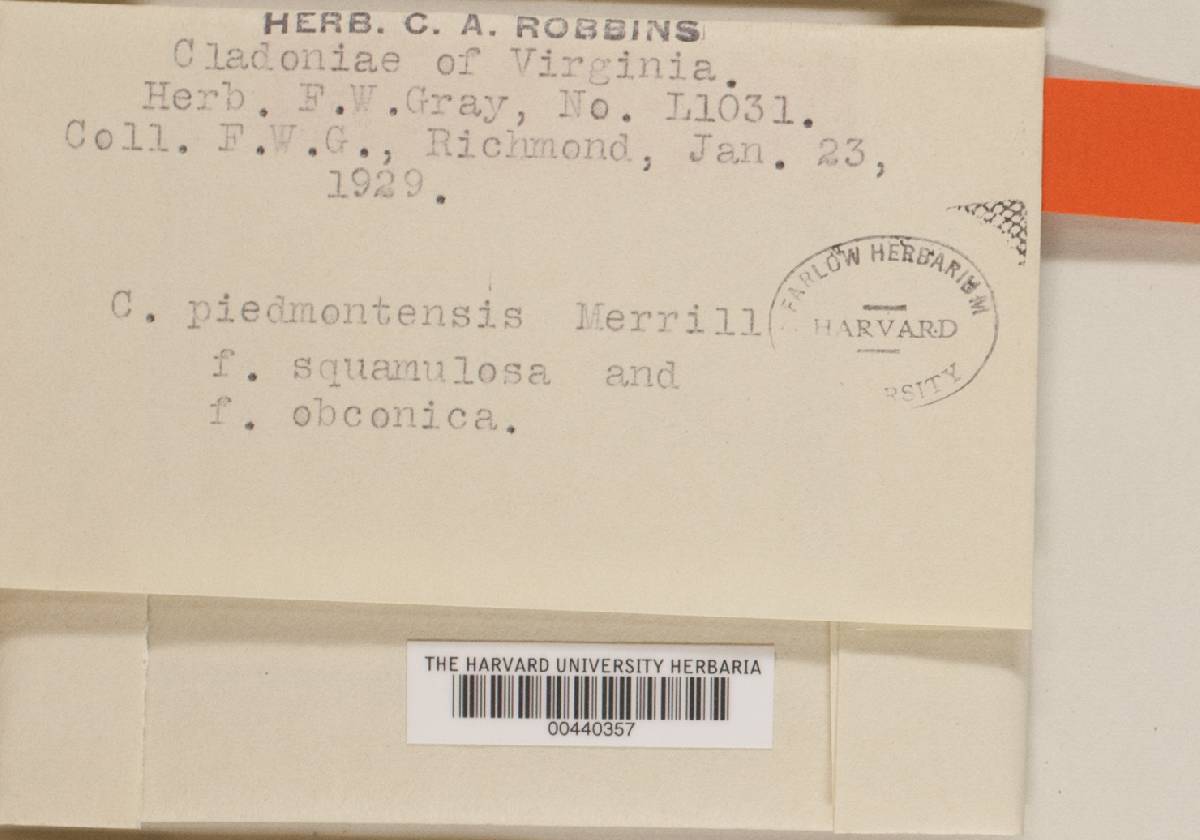 HERB. C. A. ROBBINS
Cladoniae of Virginia.
Herb. F.W.Gray, No. L1031.
Coll. F.W.G., Richmond, Jan. 23,
1929.
C. piedmontensis Merrill
f. squamulosa and
f. obconica.
FARLOW HERBARIUM
HARVARD
RSITY
THE HARVARD UNIVERSITY HERBARIA
00440357